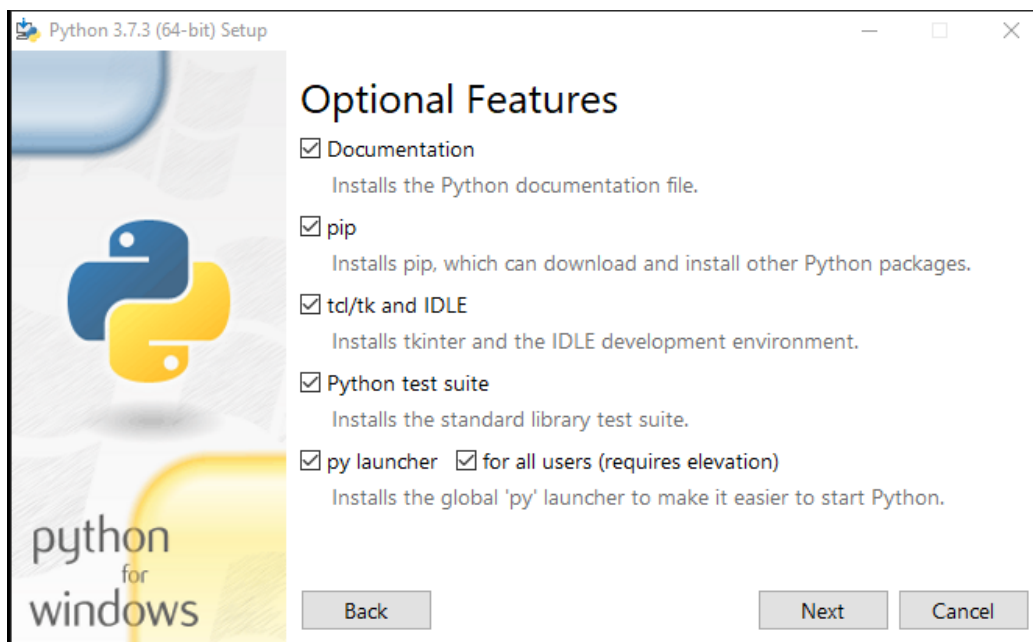 Python 3.7.3 (64-bit) Setup
Optional Features
Documentation
Installs the Python documentation file.
pip
Installs pip, which can download and install other Python packages.
tcl/tk and IDLE
Installs tkinter and the IDLE development environment.
Python test suite
Installs the standard library test suite.
py launcher for all users (requires elevation)
Installs the global 'py' launcher to make it easier to start Python.
python
for
windows
Back Next Cancel